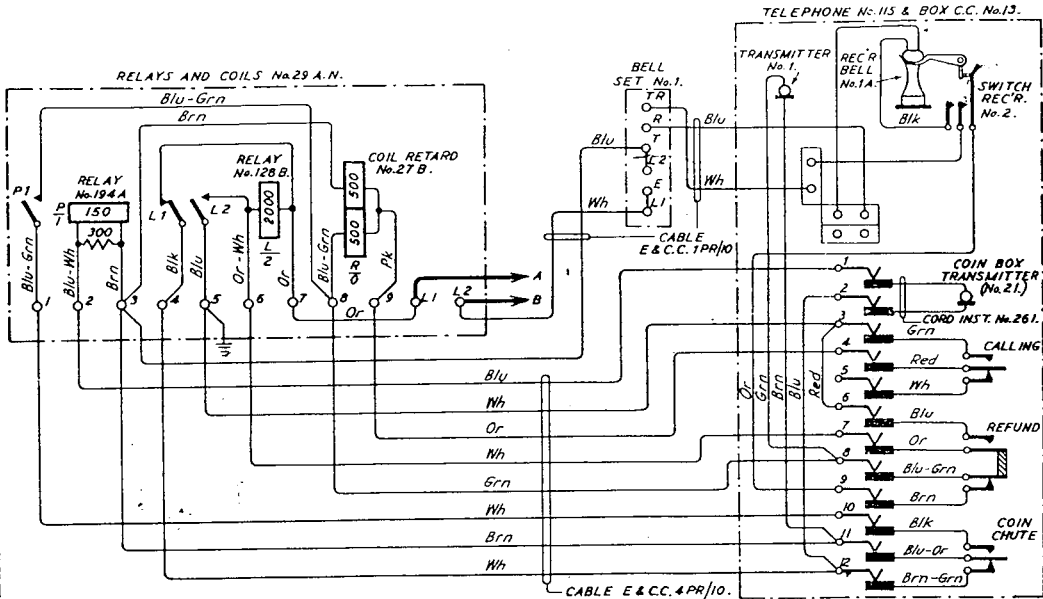 TELEPHONE No. 115 & BOX C.C. No. 13.
RELAYS AND COILS No. 29 A.N.
BELL
SET No. 1.
TRANSMITTER
No. 1.
REC'R
BELL
No. 1A.
SWITCH
REC'R.
No. 2.
Blk
TR
R
T
L2
E
L1
Blu
Wh
Blu
Wh
CABLE
E & C.C. 1PR/10
Blu-Grn
Brn
P1
RELAY
No. 194 A
P
1
150
300
L1
L2
RELAY
No. 128 B.
2000
L
2
COIL RETARD
No. 27 B.
500
500
R
0
Blu-Grn
Blu-Wh
Brn
Blk
Blu
Or-Wh
Or
Blu-Grn
Pk
1
2
3
4
5
6
7
8
9
L1
L2
Or
A
B
Blu
Wh
Or
Wh
Grn
Wh
Brn
Wh
CABLE E & C.C. 4 PR/10.
Or
Grn
Brn
Blu
Red
1
2
3
4
5
6
7
8
9
10
11
12
COIN BOX
TRANSMITTER
(No. 21.)
CORD INST. No. 261.
Grn
CALLING
Red
Wh
Blu
REFUND
Or
Blu-Grn
Brn
Blk
COIN
CHUTE
Blu-Or
Brn-Grn